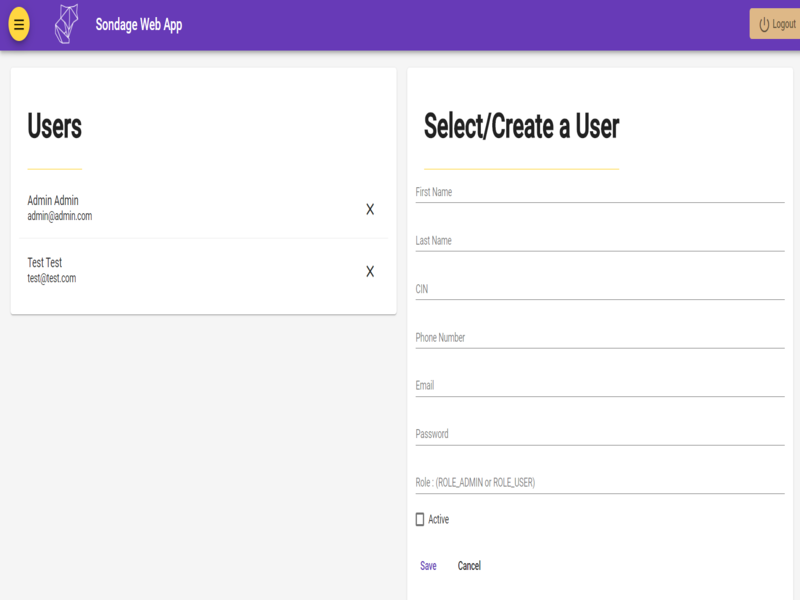 Sondage Web App
Logout
Users
Admin Admin
admin@admin.com
X
Test Test
test@test.com
X
Select/Create a User
First Name
Last Name
CIN
Phone Number
Email
Password
Role : (ROLE_ADMIN or ROLE_USER)
Active
Save Cancel